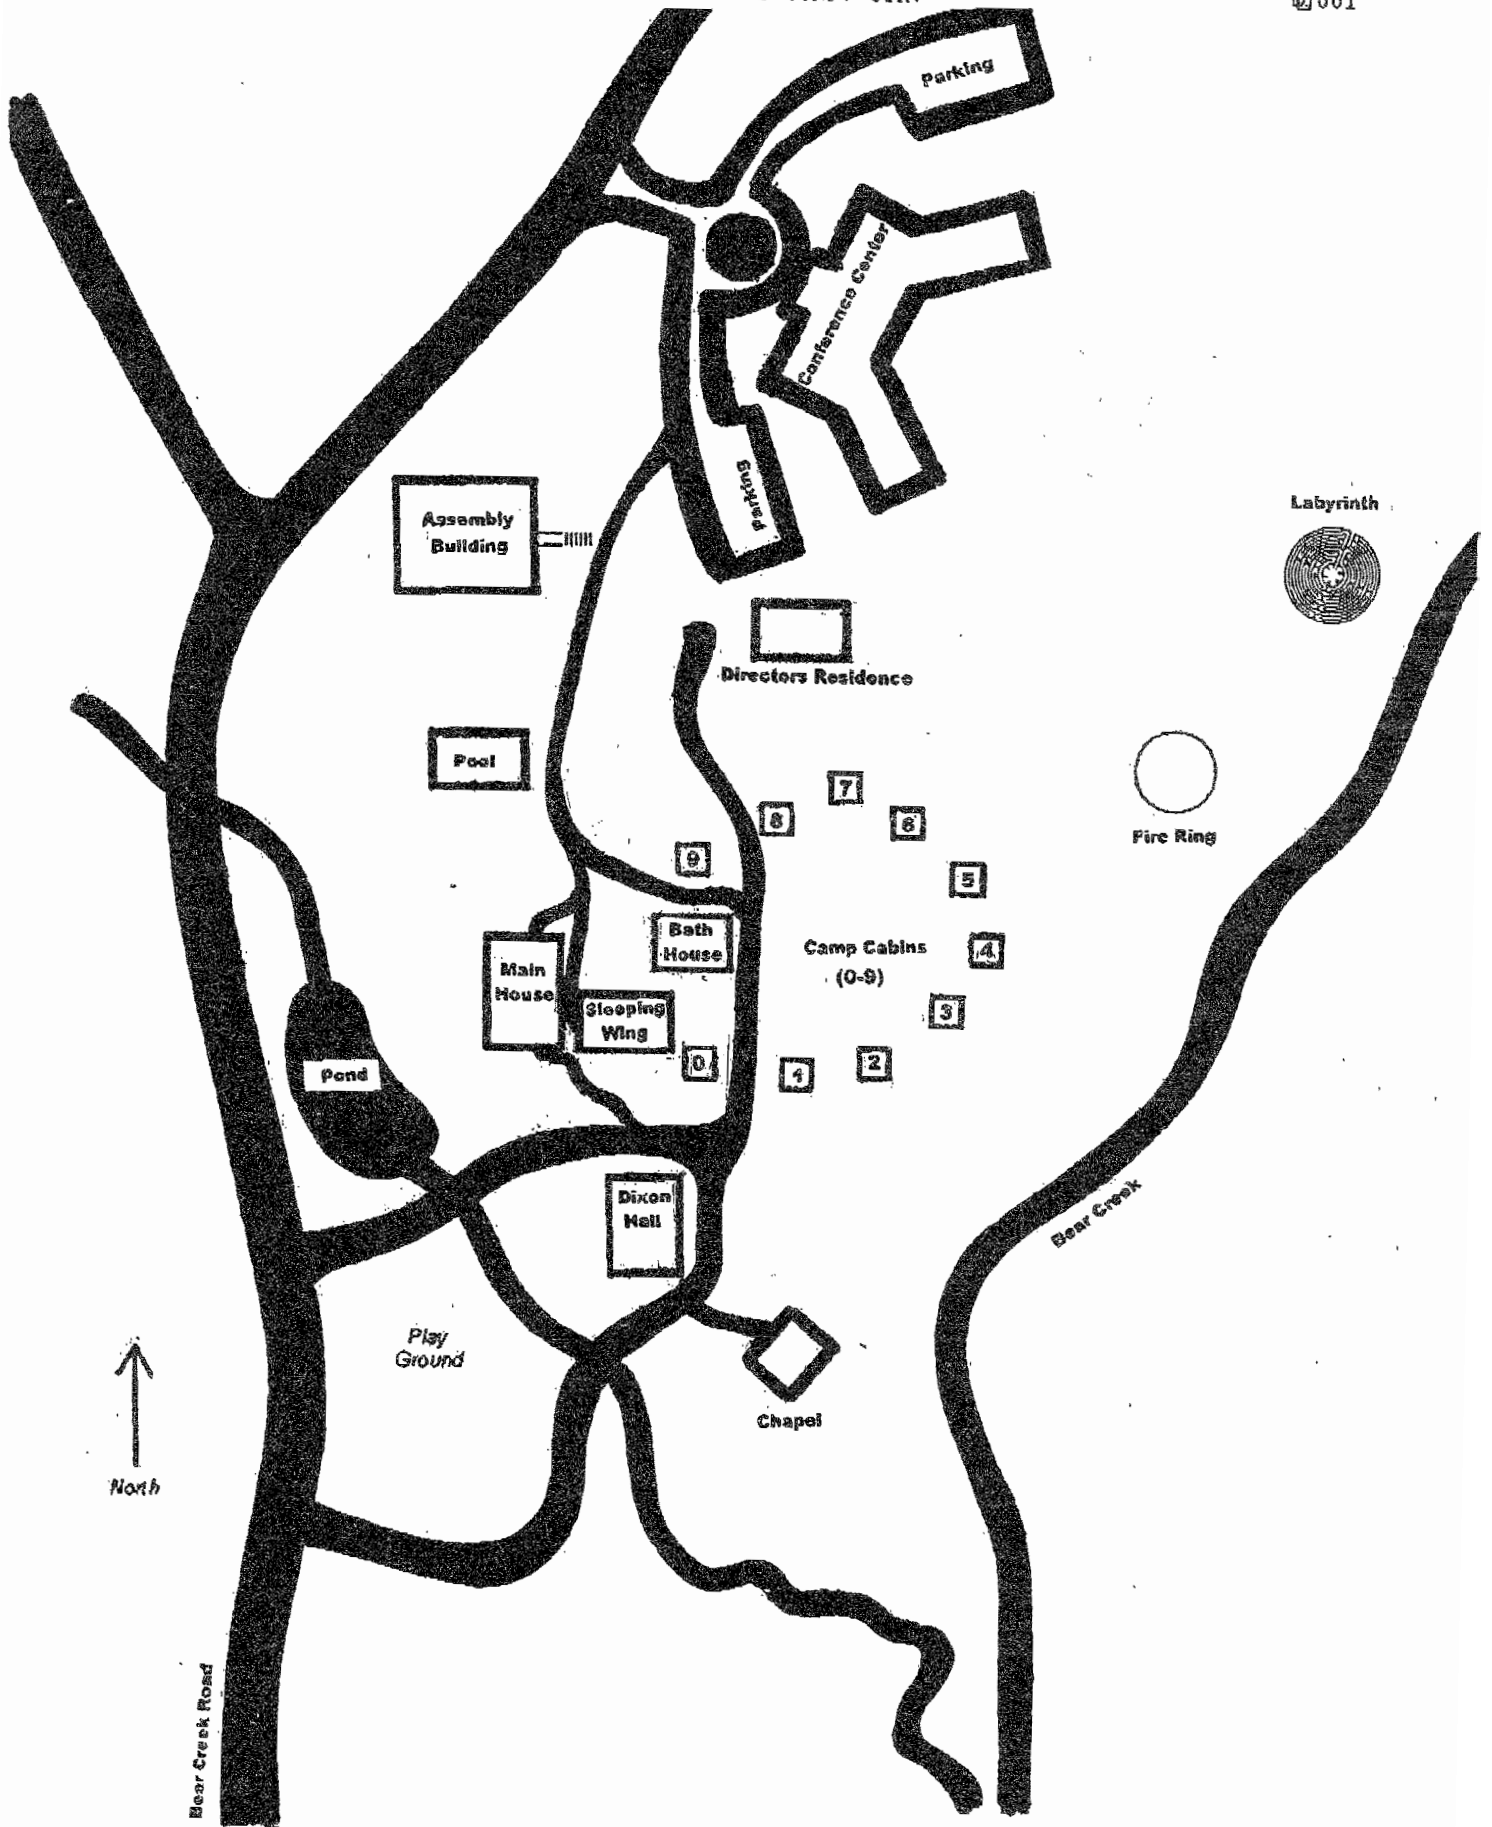 001
Parking
Conference Center
Parking
Labyrinth
Assembly
Building
Directors Residence
Pool
7
8
6
Fire Ring
9
5
Bath
House
Camp Cabins
(0-9)
4
Main
House
Sleeping
Wing
3
0
1
2
Pond
Dixon
Hall
Bear Creek
Play
Ground
Chapel
North
Bear Creek Road